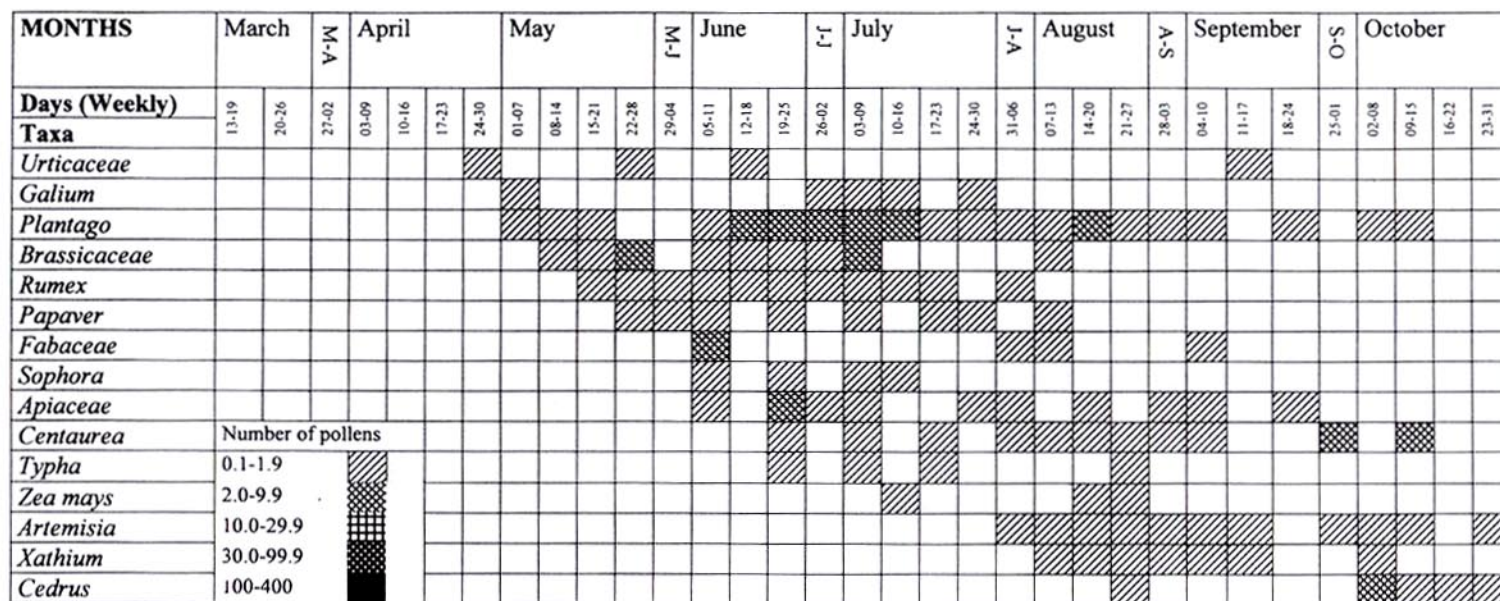 MONTHS March M-A April May M-J June J-J July J-A August A-S September S-O October
Days (Weekly) 13-19 20-26 27-02 03-09 10-16 17-23 24-30 01-07 08-14 15-21 22-28 29-04 05-11 12-18 19-25 26-02 03-09 10-16 17-23 24-30 31-06 07-13 14-20 21-27 28-03 04-10 11-17 18-24 25-01 02-08 09-15 16-22 23-31
Taxa
Urticaceae
Galium
Plantago
Brassicaceae
Rumex
Papaver
Fabaceae
Sophora
Apiaceae
Centaurea Number of pollens
Typha 0.1-1.9
Zea mays 2.0-9.9
Artemisia 10.0-29.9
Xathium 30.0-99.9
Cedrus 100-400